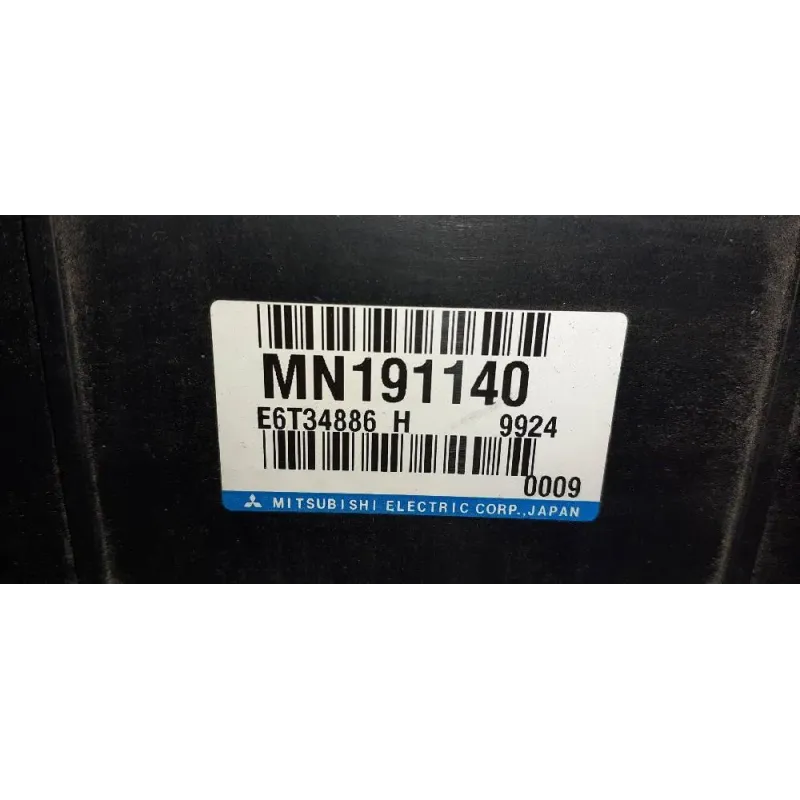 MN191140
E6T34886 H 9924
0009
MITSUBISHI ELECTRIC CORP.,JAPAN